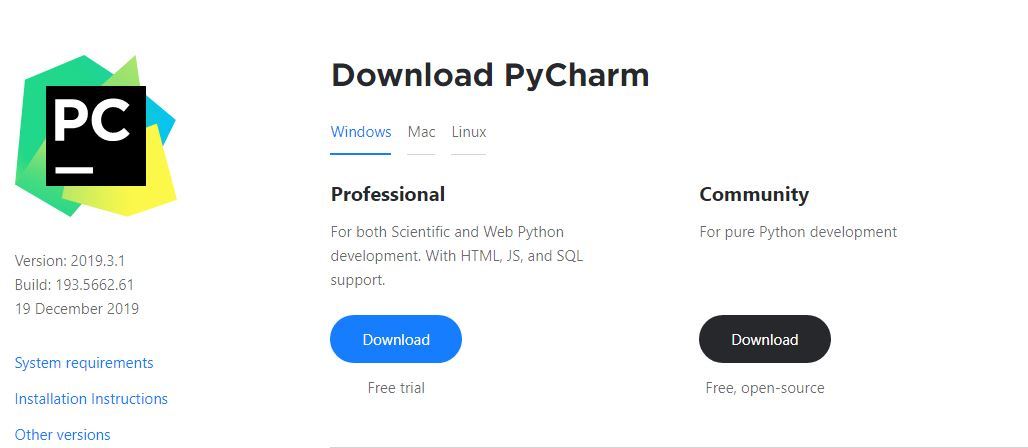 PC
Download PyCharm
Windows Mac Linux
Professional
For both Scientific and Web Python
development. With HTML, JS, and SQL
support.
Download
Free trial
Community
For pure Python development
Download
Free, open-source
Version: 2019.3.1
Build: 193.5662.61
19 December 2019
System requirements
Installation Instructions
Other versions